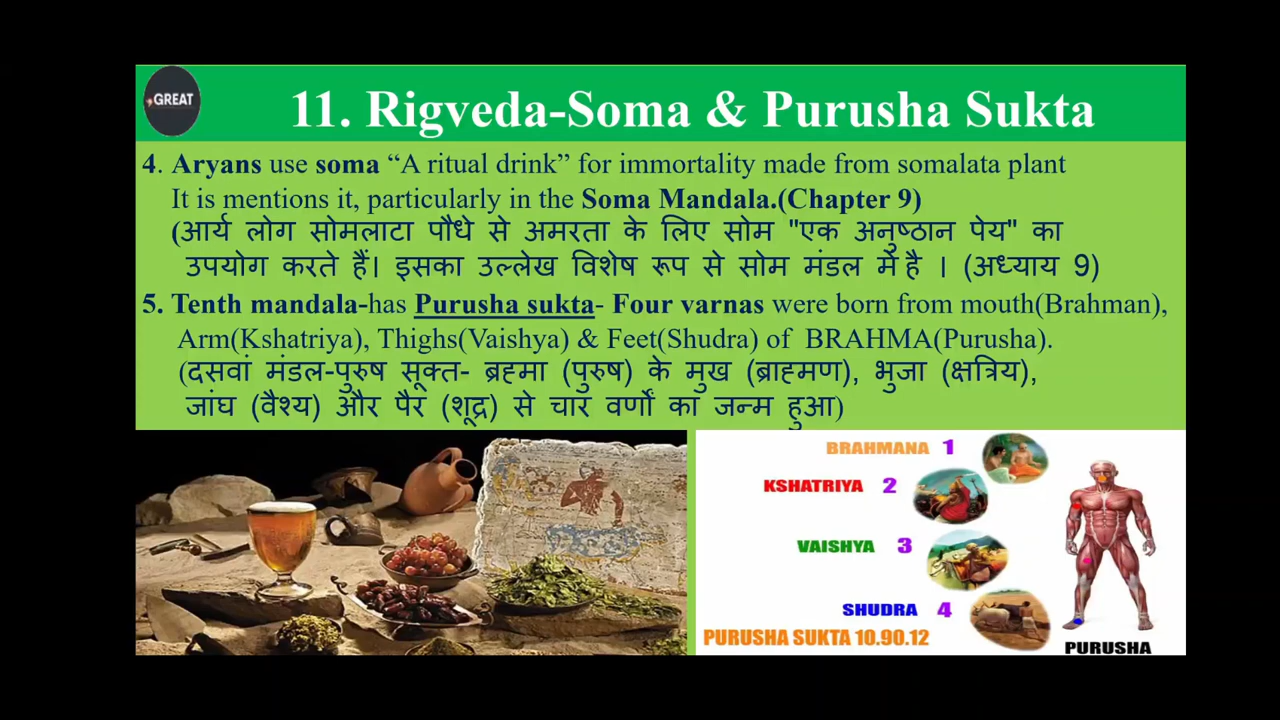 GREAT
11. Rigveda-Soma & Purusha Sukta
4. Aryans use soma “A ritual drink” for immortality made from somalata plant
It is mentions it, particularly in the Soma Mandala.(Chapter 9)
(आर्य लोग सोमलाटा पौधे से अमरता के लिए सोम "एक अनुष्ठान पेय" का
उपयोग करते हैं। इसका उल्लेख विशेष रूप से सोम मंडल में है । (अध्याय 9)
5. Tenth mandala-has Purusha sukta- Four varnas were born from mouth(Brahman),
Arm(Kshatriya), Thighs(Vaishya) & Feet(Shudra) of BRAHMA(Purusha).
(दसवां मंडल-पुरुष सूक्त- ब्रह्मा (पुरुष) के मुख (ब्राह्मण), भुजा (क्षत्रिय),
जांघ (वैश्य) और पैर (शूद्र) से चार वर्णों का जन्म हुआ)
BRAHMANA 1
KSHATRIYA 2
VAISHYA 3
SHUDRA 4
PURUSHA SUKTA 10.90.12
PURUSHA